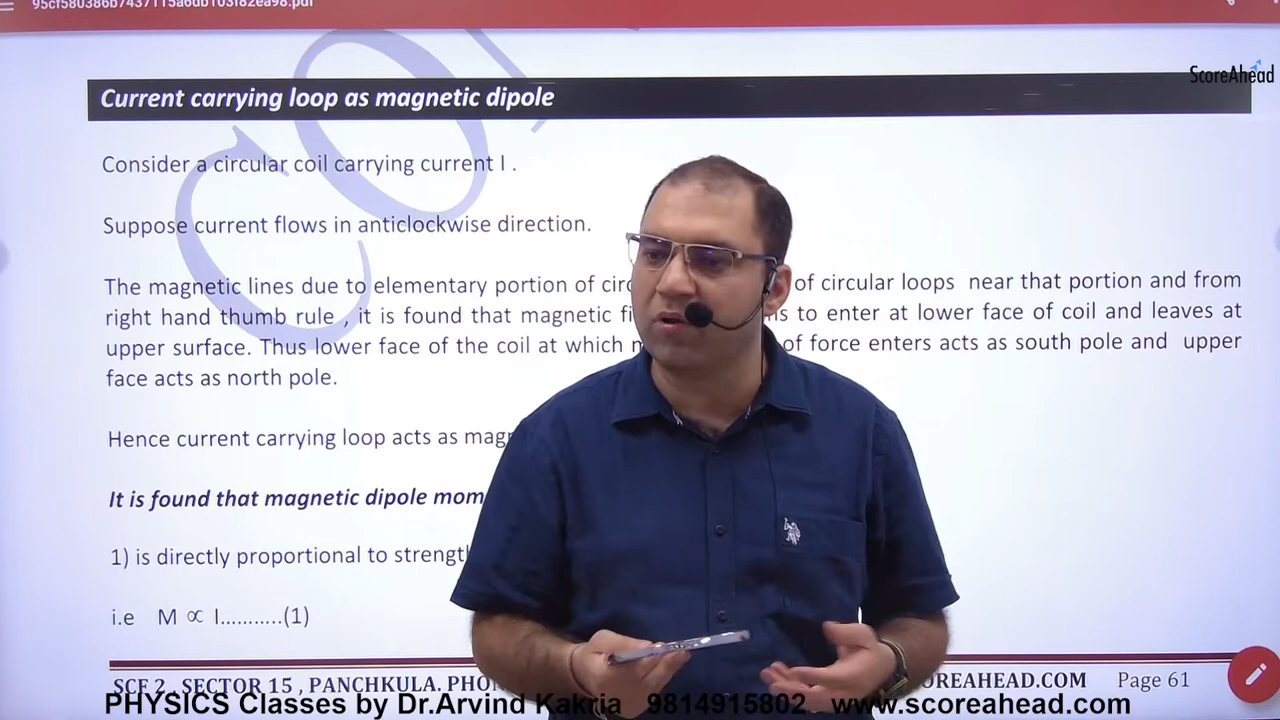 95cf580386b7437115a6db103f82ea98.pdf
ScoreAhead
Current carrying loop as magnetic dipole
Consider a circular coil carrying current I .
Suppose current flows in anticlockwise direction.
The magnetic lines due to elementary portion of circ of circular loops near that portion and from
right hand thumb rule , it is found that magnetic fi s to enter at lower face of coil and leaves at
upper surface. Thus lower face of the coil at which m of force enters acts as south pole and upper
face acts as north pole.
Hence current carrying loop acts as mag
It is found that magnetic dipole mom
1) is directly proportional to strengt
i.e M ∝ I...........(1)
SCF 2 , SECTOR 15 , PANCHKULA. PHO OREAHEAD.COM Page 61
PHYSICS Classes by Dr.Arvind Kakria 9814915802 www.scoreahead.com